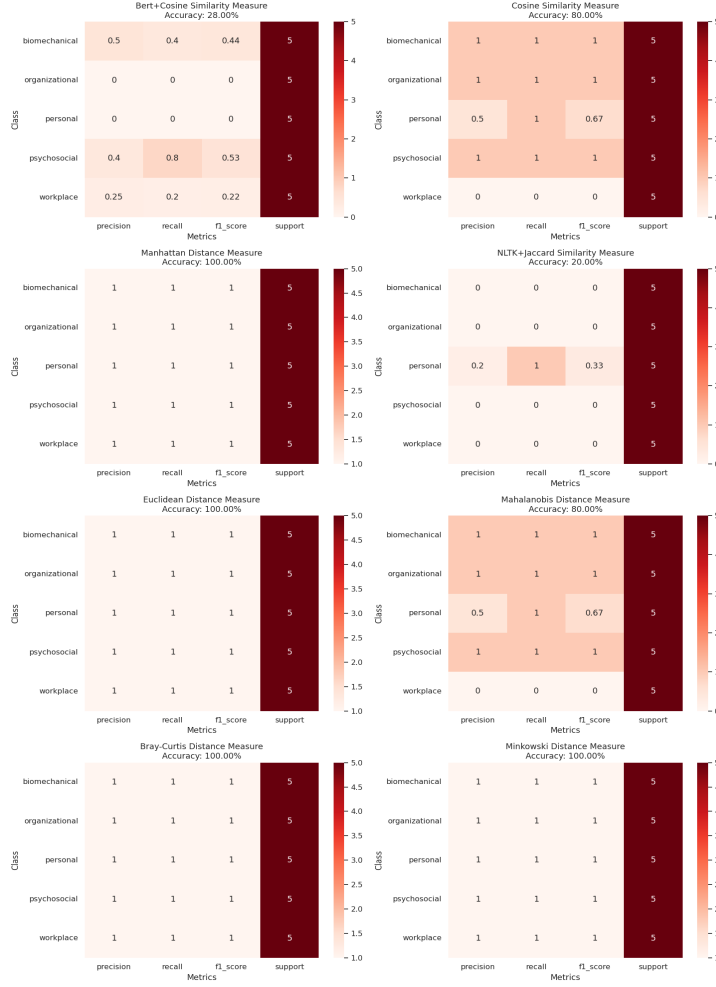 Bert+Cosine Similarity Measure
Accuracy: 28.00%
Class
biomechanical 0.5 0.4 0.44 5
organizational 0 0 0 5
personal 0 0 0 5
psychosocial 0.4 0.8 0.53 5
workplace 0.25 0.2 0.22 5
precision recall f1_score support
Metrics
5
4
3
2
1
0
Cosine Similarity Measure
Accuracy: 80.00%
Class
biomechanical 1 1 1 5
organizational 1 1 1 5
personal 0.5 1 0.67 5
psychosocial 1 1 1 5
workplace 0 0 0 5
precision recall f1_score support
Metrics
Manhattan Distance Measure
Accuracy: 100.00%
Class
biomechanical 1 1 1 5
organizational 1 1 1 5
personal 1 1 1 5
psychosocial 1 1 1 5
workplace 1 1 1 5
precision recall f1_score support
Metrics
5.0
4.5
4.0
3.5
3.0
2.5
2.0
1.5
1.0
NLTK+Jaccard Similarity Measure
Accuracy: 20.00%
Class
biomechanical 0 0 0 5
organizational 0 0 0 5
personal 0.2 1 0.33 5
psychosocial 0 0 0 5
workplace 0 0 0 5
precision recall f1_score support
Metrics
Euclidean Distance Measure
Accuracy: 100.00%
Class
biomechanical 1 1 1 5
organizational 1 1 1 5
personal 1 1 1 5
psychosocial 1 1 1 5
workplace 1 1 1 5
precision recall f1_score support
Metrics
5.0
4.5
4.0
3.5
3.0
2.5
2.0
1.5
1.0
Mahalanobis Distance Measure
Accuracy: 80.00%
Class
biomechanical 1 1 1 5
organizational 1 1 1 5
personal 0.5 1 0.67 5
psychosocial 1 1 1 5
workplace 0 0 0 5
precision recall f1_score support
Metrics
Bray-Curtis Distance Measure
Accuracy: 100.00%
Class
biomechanical 1 1 1 5
organizational 1 1 1 5
personal 1 1 1 5
psychosocial 1 1 1 5
workplace 1 1 1 5
precision recall f1_score support
Metrics
5.0
4.5
4.0
3.5
3.0
2.5
2.0
1.5
1.0
Minkowski Distance Measure
Accuracy: 100.00%
Class
biomechanical 1 1 1 5
organizational 1 1 1 5
personal 1 1 1 5
psychosocial 1 1 1 5
workplace 1 1 1 5
precision recall f1_score support
Metrics